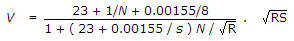 V = 23 + 1/N + 0.00155/8 / 1 + ( 23 + 0.00155 / s ) N / √R . √RS